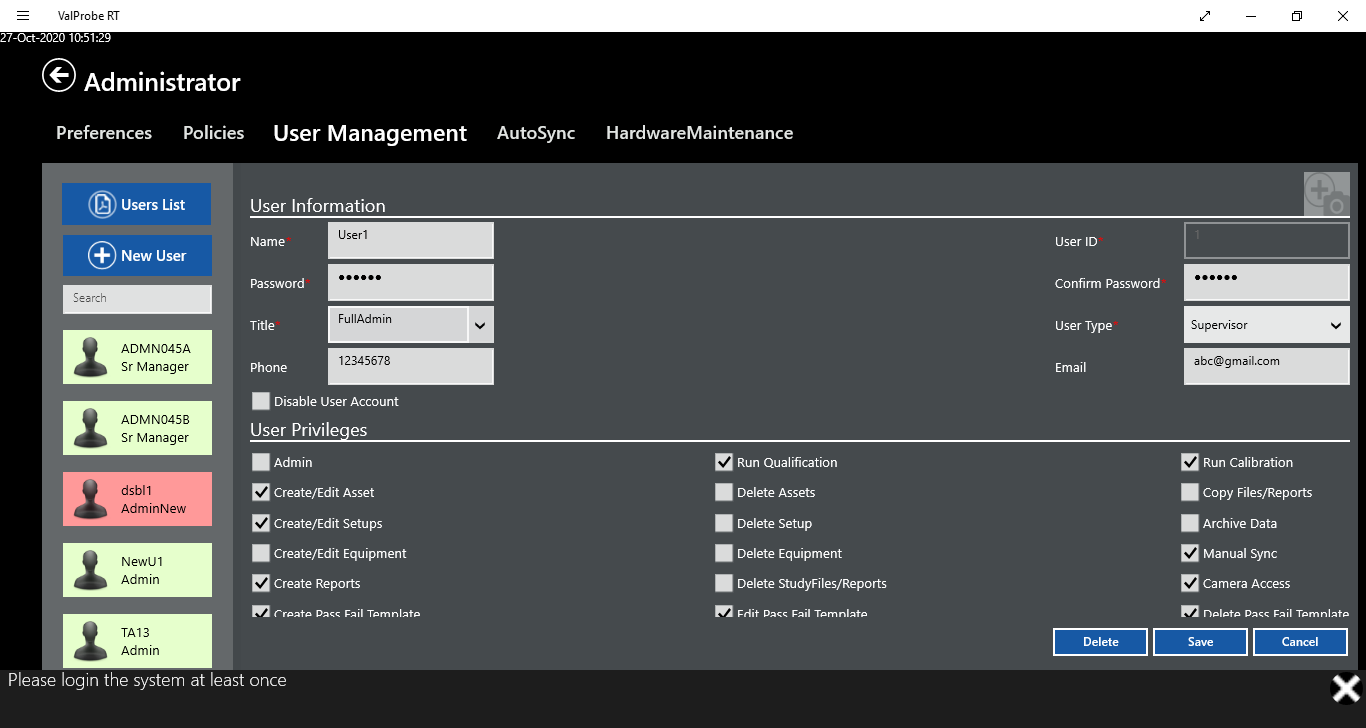 ValProbe RT
27-Oct-2020 10:51:29
Administrator
Preferences Policies User Management AutoSync HardwareMaintenance
Users List
New User
Search
ADMN045A
Sr Manager
ADMN045B
Sr Manager
dsbl1
AdminNew
NewU1
Admin
TA13
Admin
User Information
Name* User1 User ID* 1
Password* •••••• Confirm Password* ••••••
Title* FullAdmin User Type* Supervisor
Phone 12345678 Email abc@gmail.com
Disable User Account
User Privileges
Admin Run Qualification Run Calibration
Create/Edit Asset Delete Assets Copy Files/Reports
Create/Edit Setups Delete Setup Archive Data
Create/Edit Equipment Delete Equipment Manual Sync
Create Reports Delete StudyFiles/Reports Camera Access
Create Pass Fail Template Edit Pass Fail Template Delete Pass Fail Template
Delete Save Cancel
Please login the system at least once